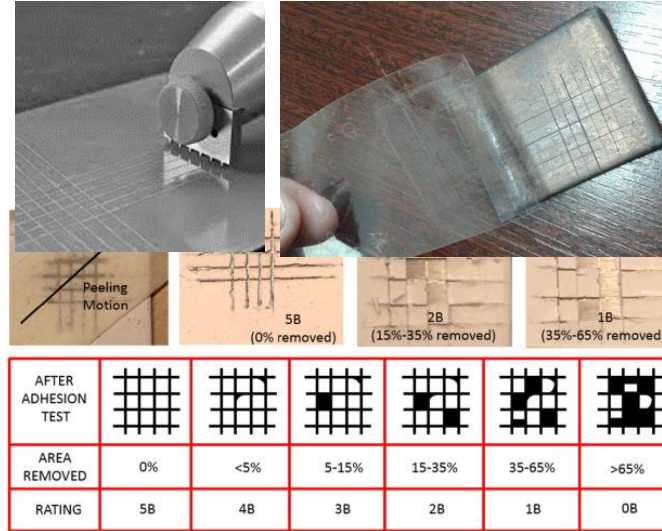 Peeling
Motion
5B
(0% removed)
2B
(15%-35% removed)
1B
(35%-65% removed)
AFTER
ADHESION
TEST
AREA
REMOVED
0%
<5%
5-15%
15-35%
35-65%
>65%
RATING
5B
4B
3B
2B
1B
0B